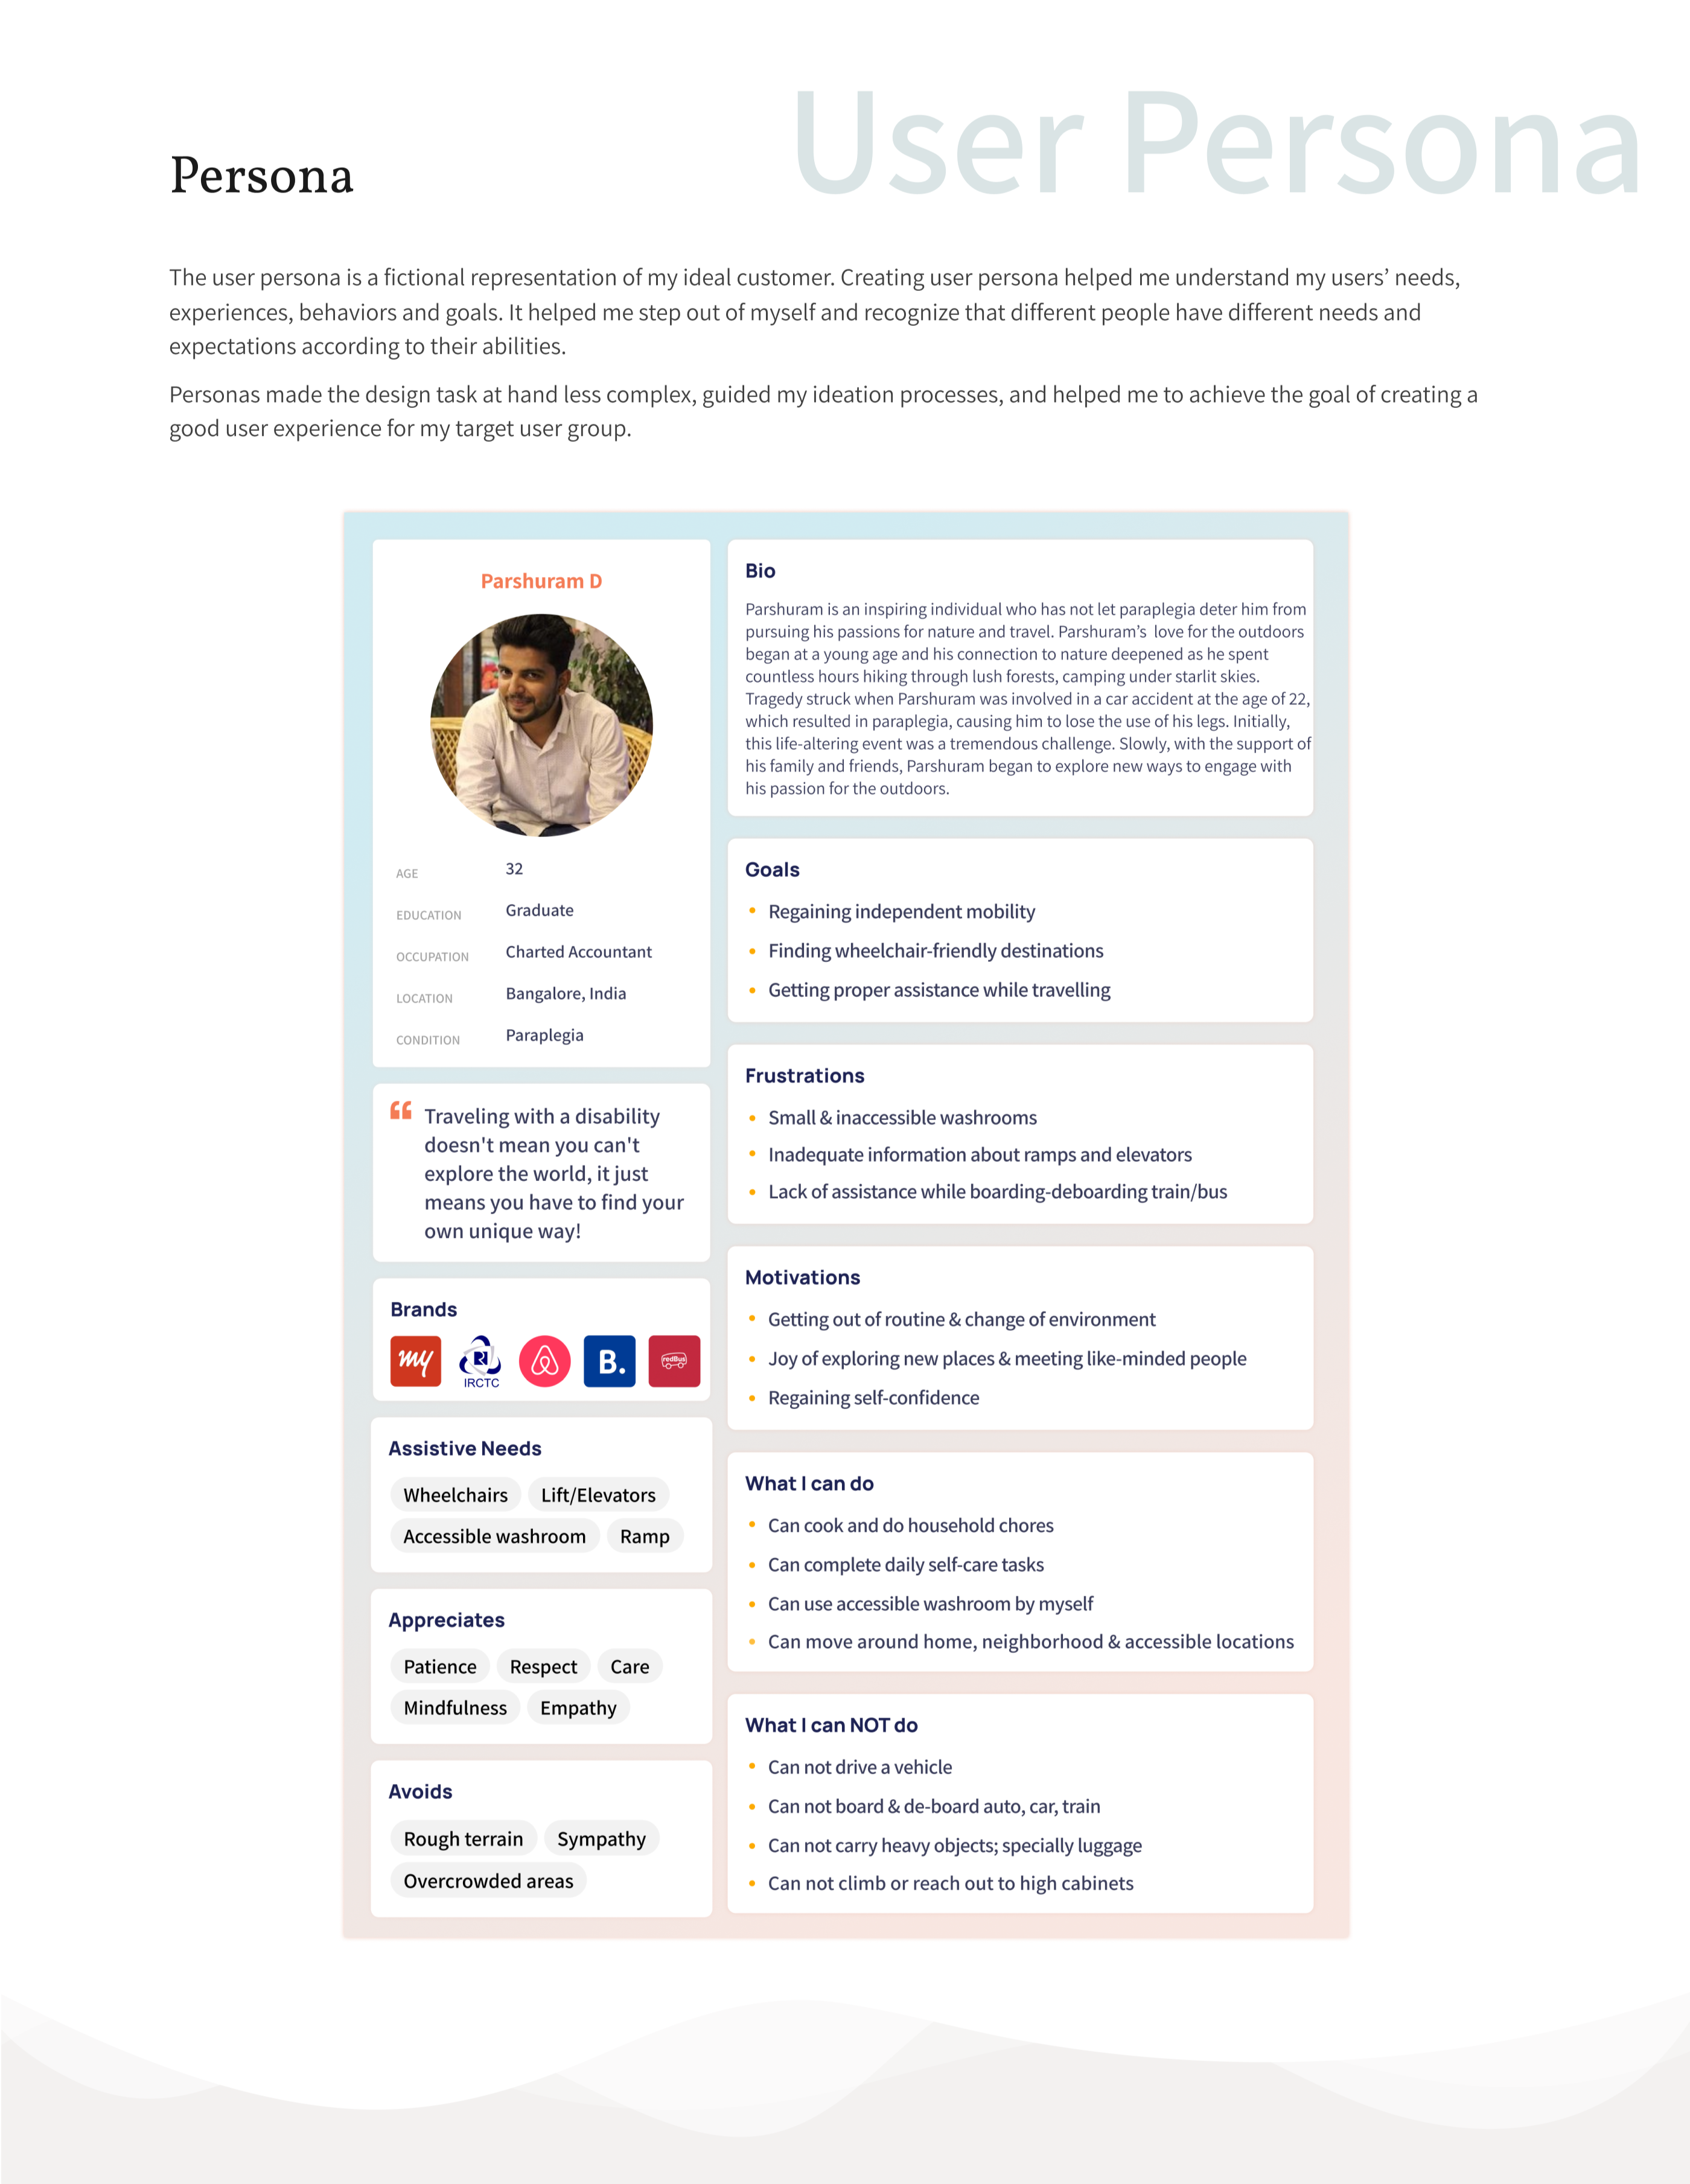 User Persona
Persona
The user persona is a fictional representation of my ideal customer. Creating user persona helped me understand my users’ needs,
experiences, behaviors and goals. It helped me step out of myself and recognize that different people have different needs and
expectations according to their abilities.
Personas made the design task at hand less complex, guided my ideation processes, and helped me to achieve the goal of creating a
good user experience for my target user group.
Parshuram D
AGE 32
EDUCATION Graduate
OCCUPATION Charted Accountant
LOCATION Bangalore, India
CONDITION Paraplegia
“ Traveling with a disability
doesn't mean you can't
explore the world, it just
means you have to find your
own unique way!
Brands
my IRCTC B. redBus
Assistive Needs
Wheelchairs Lift/Elevators
Accessible washroom Ramp
Appreciates
Patience Respect Care
Mindfulness Empathy
Avoids
Rough terrain Sympathy
Overcrowded areas
Bio
Parshuram is an inspiring individual who has not let paraplegia deter him from
pursuing his passions for nature and travel. Parshuram’s love for the outdoors
began at a young age and his connection to nature deepened as he spent
countless hours hiking through lush forests, camping under starlit skies.
Tragedy struck when Parshuram was involved in a car accident at the age of 22,
which resulted in paraplegia, causing him to lose the use of his legs. Initially,
this life-altering event was a tremendous challenge. Slowly, with the support of
his family and friends, Parshuram began to explore new ways to engage with
his passion for the outdoors.
Goals
• Regaining independent mobility
• Finding wheelchair-friendly destinations
• Getting proper assistance while travelling
Frustrations
• Small & inaccessible washrooms
• Inadequate information about ramps and elevators
• Lack of assistance while boarding-deboarding train/bus
Motivations
• Getting out of routine & change of environment
• Joy of exploring new places & meeting like-minded people
• Regaining self-confidence
What I can do
• Can cook and do household chores
• Can complete daily self-care tasks
• Can use accessible washroom by myself
• Can move around home, neighborhood & accessible locations
What I can NOT do
• Can not drive a vehicle
• Can not board & de-board auto, car, train
• Can not carry heavy objects; specially luggage
• Can not climb or reach out to high cabinets